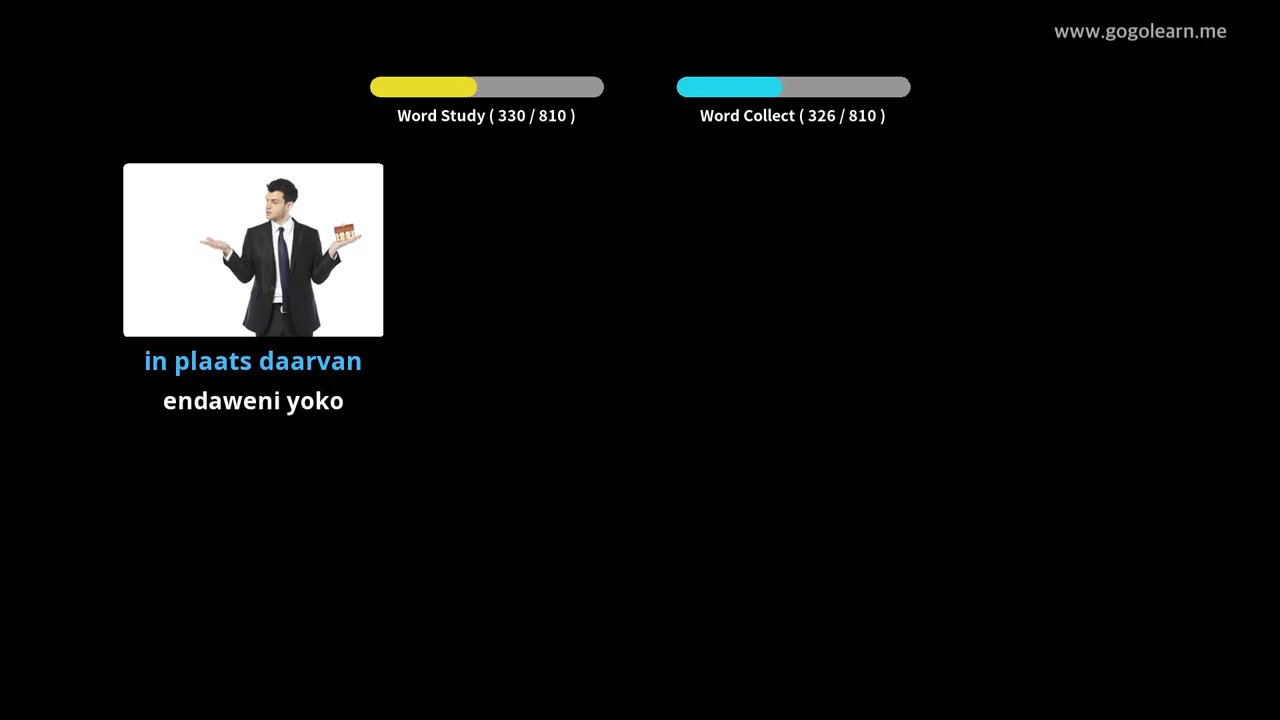 www.gogolearn.me
Word Study ( 330 / 810 )
Word Collect ( 326 / 810 )
in plaats daarvan
endaweni yoko